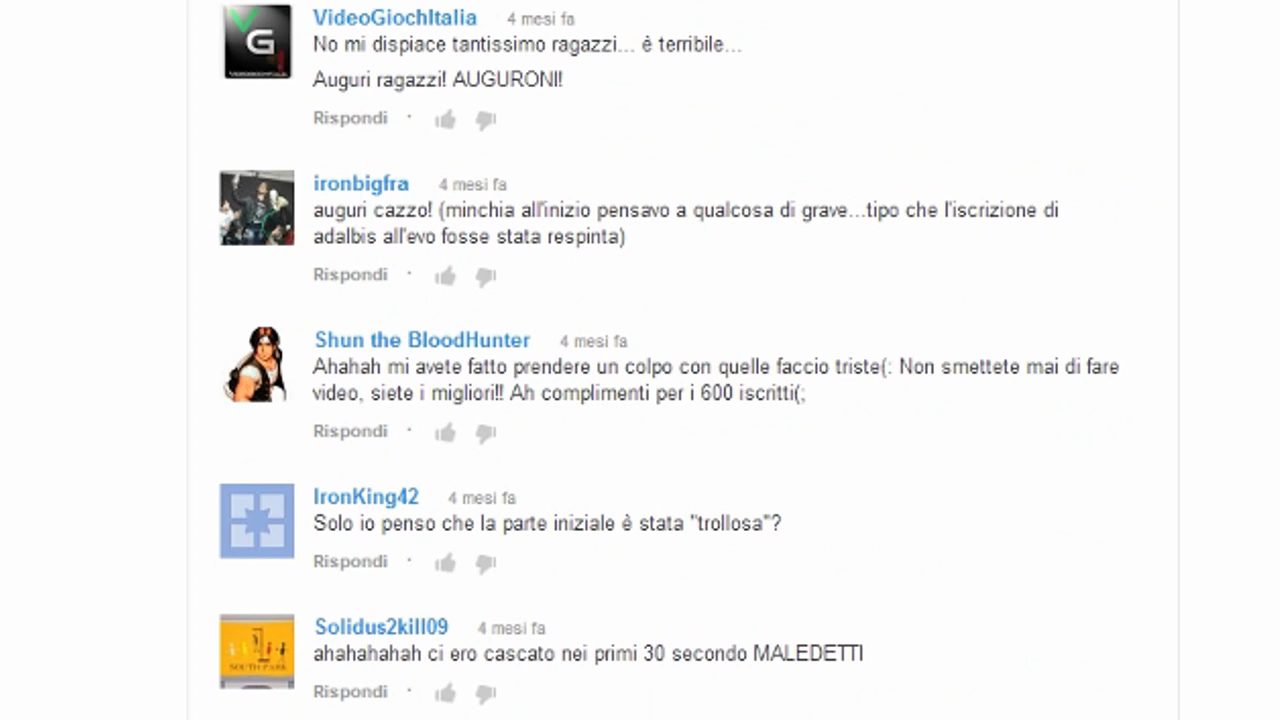 VideoGiochItalia 4 mesi fa
No mi dispiace tantissimo ragazzi... é terribile...
Auguri ragazzi! AUGURONI!
Rispondi ·
ironbigfra 4 mesi fa
auguri cazzo! (minchia all'inizio pensavo a qualcosa di grave...tipo che l'iscrizione di
adalbis all'evo fosse stata respinta)
Rispondi ·
Shun the BloodHunter 4 mesi fa
Ahahah mi avete fatto prendere un colpo con quelle faccio triste(: Non smettete mai di fare
video, siete i migliori!! Ah complimenti per i 600 iscritti(;
Rispondi ·
IronKing42 4 mesi fa
Solo io penso che la parte iniziale è stata "trollosa"?
Rispondi ·
SOUTH PARK
Solidus2kill09 4 mesi fa
ahahahahah ci ero cascato nei primi 30 secondo MALEDETTI
Rispondi ·